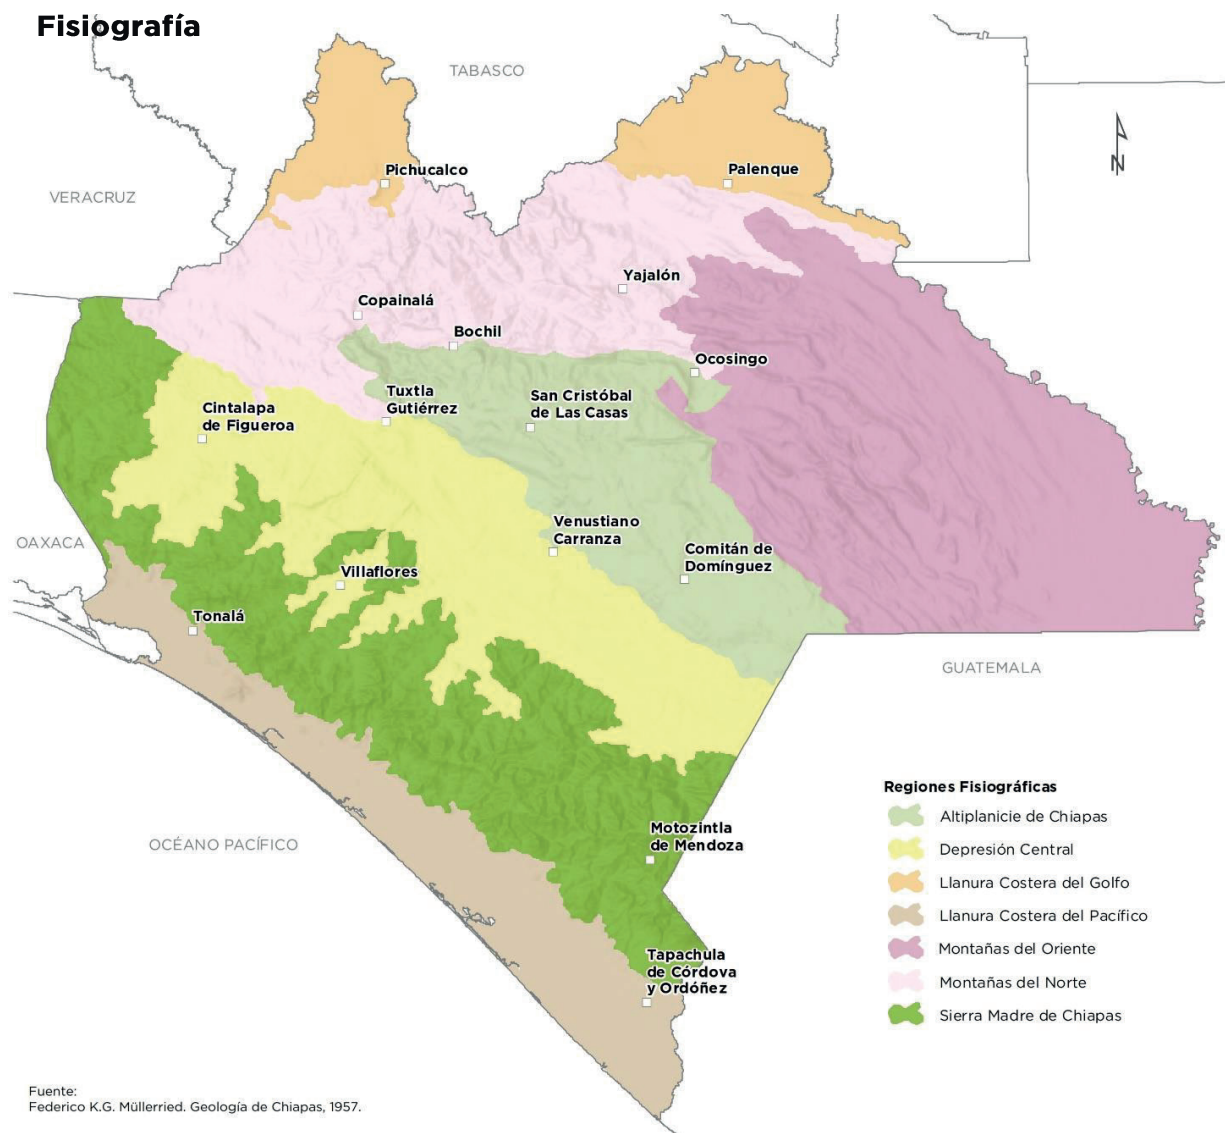 Fisiografía
TABASCO
VERACRUZ
Pichucalco
Palenque
Yajalón
Copainalá
Bochil
Ocosingo
Tuxtla
Gutiérrez
San Cristóbal
de Las Casas
Cintalapa
de Figueroa
Venustiano
Carranza
Comitán de
Domínguez
OAXACA
Villaflores
Tonalá
GUATEMALA
OCÉANO PACÍFICO
Motozintla
de Mendoza
Tapachula
de Córdova
y Ordóñez
N
Regiones Fisiográficas
Altiplanicie de Chiapas
Depresión Central
Llanura Costera del Golfo
Llanura Costera del Pacífico
Montañas del Oriente
Montañas del Norte
Sierra Madre de Chiapas
Fuente:
Federico K.G. Müllerried. Geología de Chiapas, 1957.